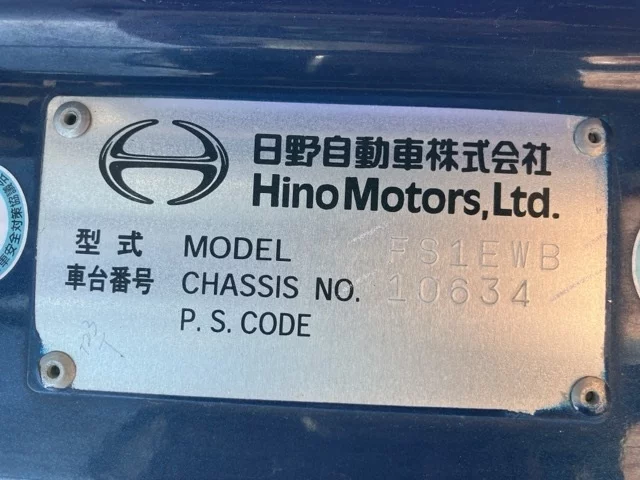 日野自動車株式会社
Hino Motors, Ltd.
型式 MODEL FS1EWB
車台番号 CHASSIS NO. 10634
P. S. CODE